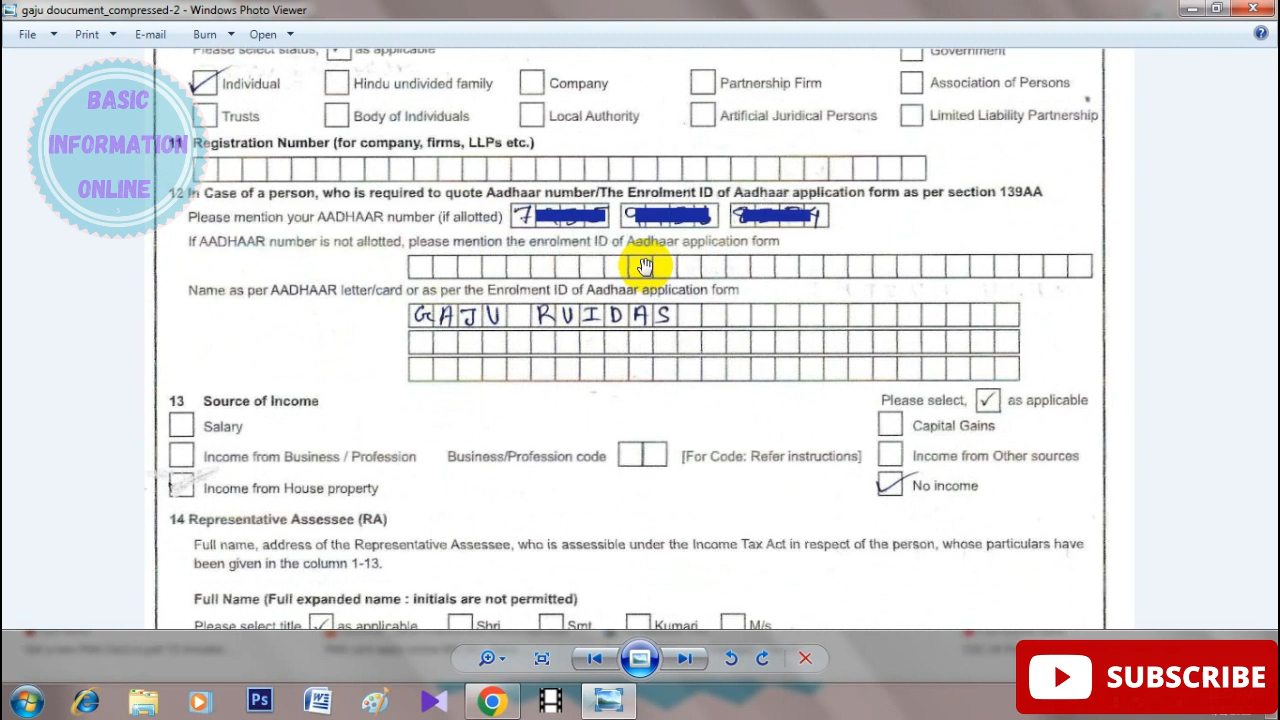 gaju doucument_compressed-2 - Windows Photo Viewer
File Print E-mail Burn Open
Please select status, as applicable Government
Individual Hindu undivided family Company Partnership Firm Association of Persons
Trusts Body of Individuals Local Authority Artificial Juridical Persons Limited Liability Partnership
BASIC
INFORMATION
ONLINE
11 Registration Number (for company, firms, LLPs etc.)
12 In Case of a person, who is required to quote Aadhaar number/The Enrolment ID of Aadhaar application form as per section 139AA
Please mention your AADHAAR number (if allotted)
If AADHAAR number is not allotted, please mention the enrolment ID of Aadhaar application form
Name as per AADHAAR letter/card or as per the Enrolment ID of Aadhaar application form
GAJU RUIDAS
13 Source of Income Please select, ✓ as applicable
Salary Capital Gains
Income from Business / Profession Business/Profession code [For Code: Refer instructions] Income from Other sources
Income from House property No income
14 Representative Assessee (RA)
Full name, address of the Representative Assessee, who is assessible under the Income Tax Act in respect of the person, whose particulars have
been given in the column 1-13.
Full Name (Full expanded name : initials are not permitted)
Please select title ✓ as applicable Shri Smt. Kumari M/s
SUBSCRIBE
Ps